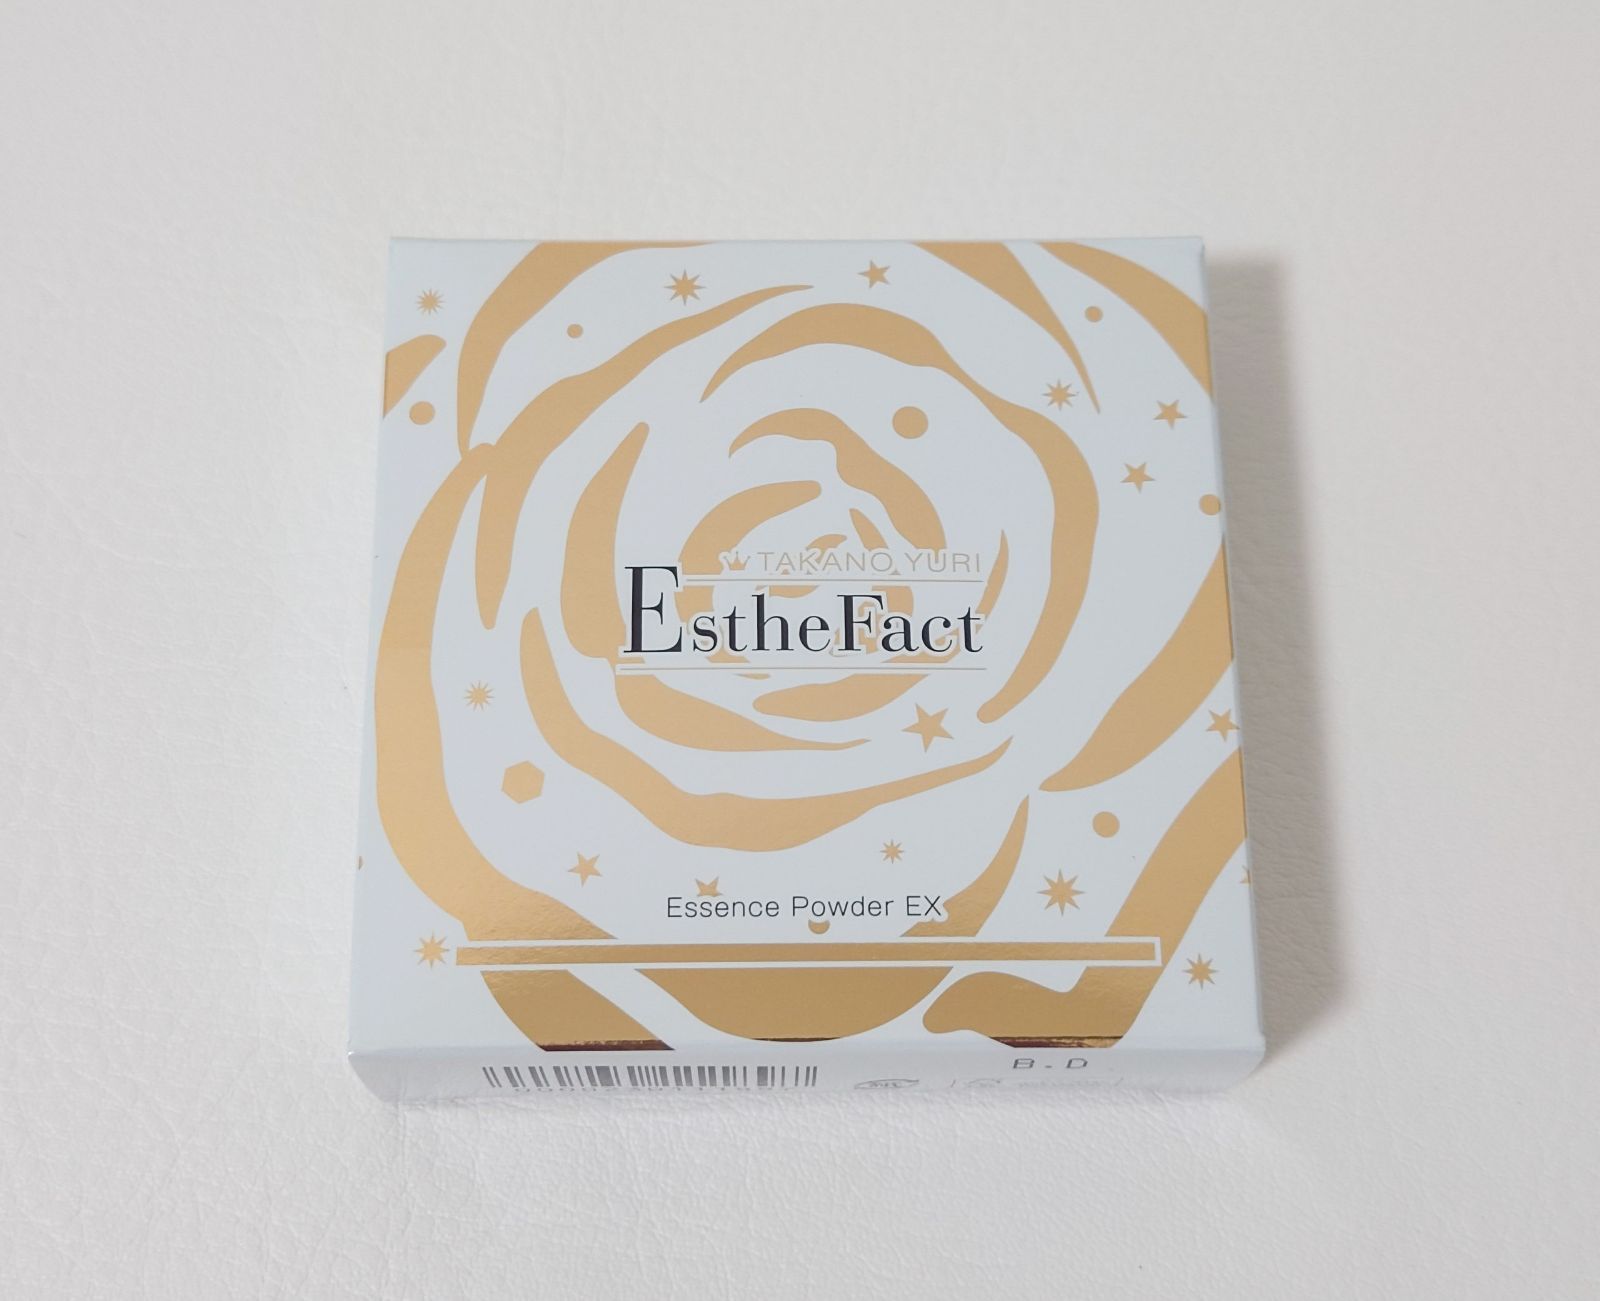 TAKANO YURI
EstheFact
Essence Powder EX
B.D